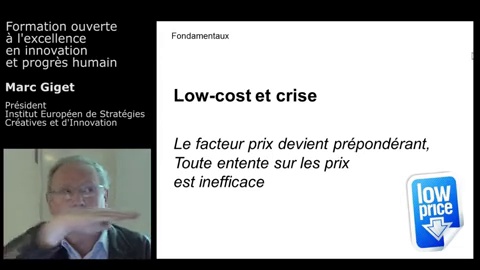 Formation ouverte
à l'excellence
en innovation
et progrès humain
Marc Giget
Président
Institut Européen de Stratégies
Créatives et d'Innovation
Fondamentaux
Low-cost et crise
Le facteur prix devient prépondérant,
Toute entente sur les prix
est inefficace
low
price